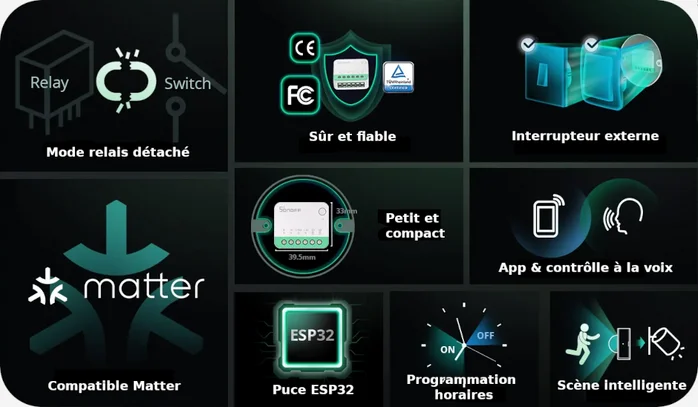 Relay
Switch
Mode relais détaché
CE
FC
TÜVRheinland
Sûr et fiable
Interrupteur externe
matter
Compatible Matter
SONOFF
33mm
39.5mm
Petit et
compact
App & contrôlle à la voix
ESP32
Puce ESP32
ON
OFF
Programmation
horaires
Scène intelligente